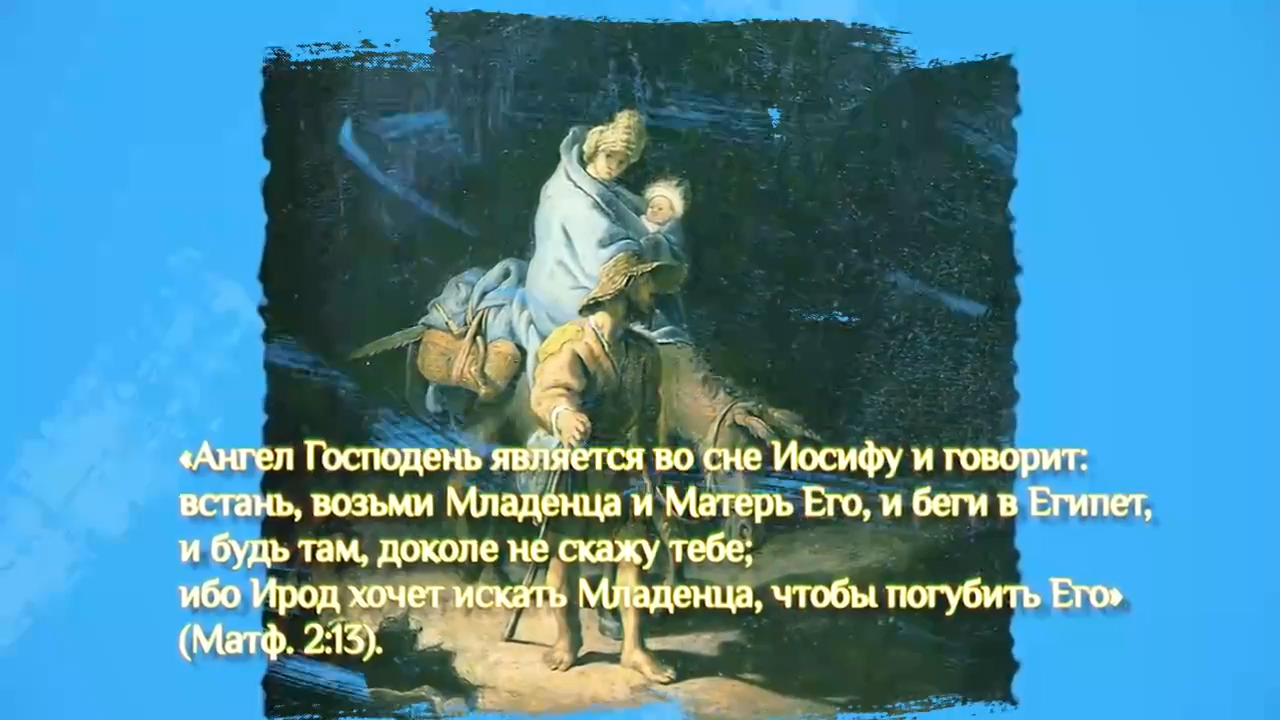 «Ангел Господень является во сне Иосифу и говорит:
встань, возьми Младенца и Матерь Его, и беги в Египет,
и будь там, доколе не скажу тебе;
ибо Ирод хочет искать Младенца, чтобы погубить Его»
(Матф. 2:13).